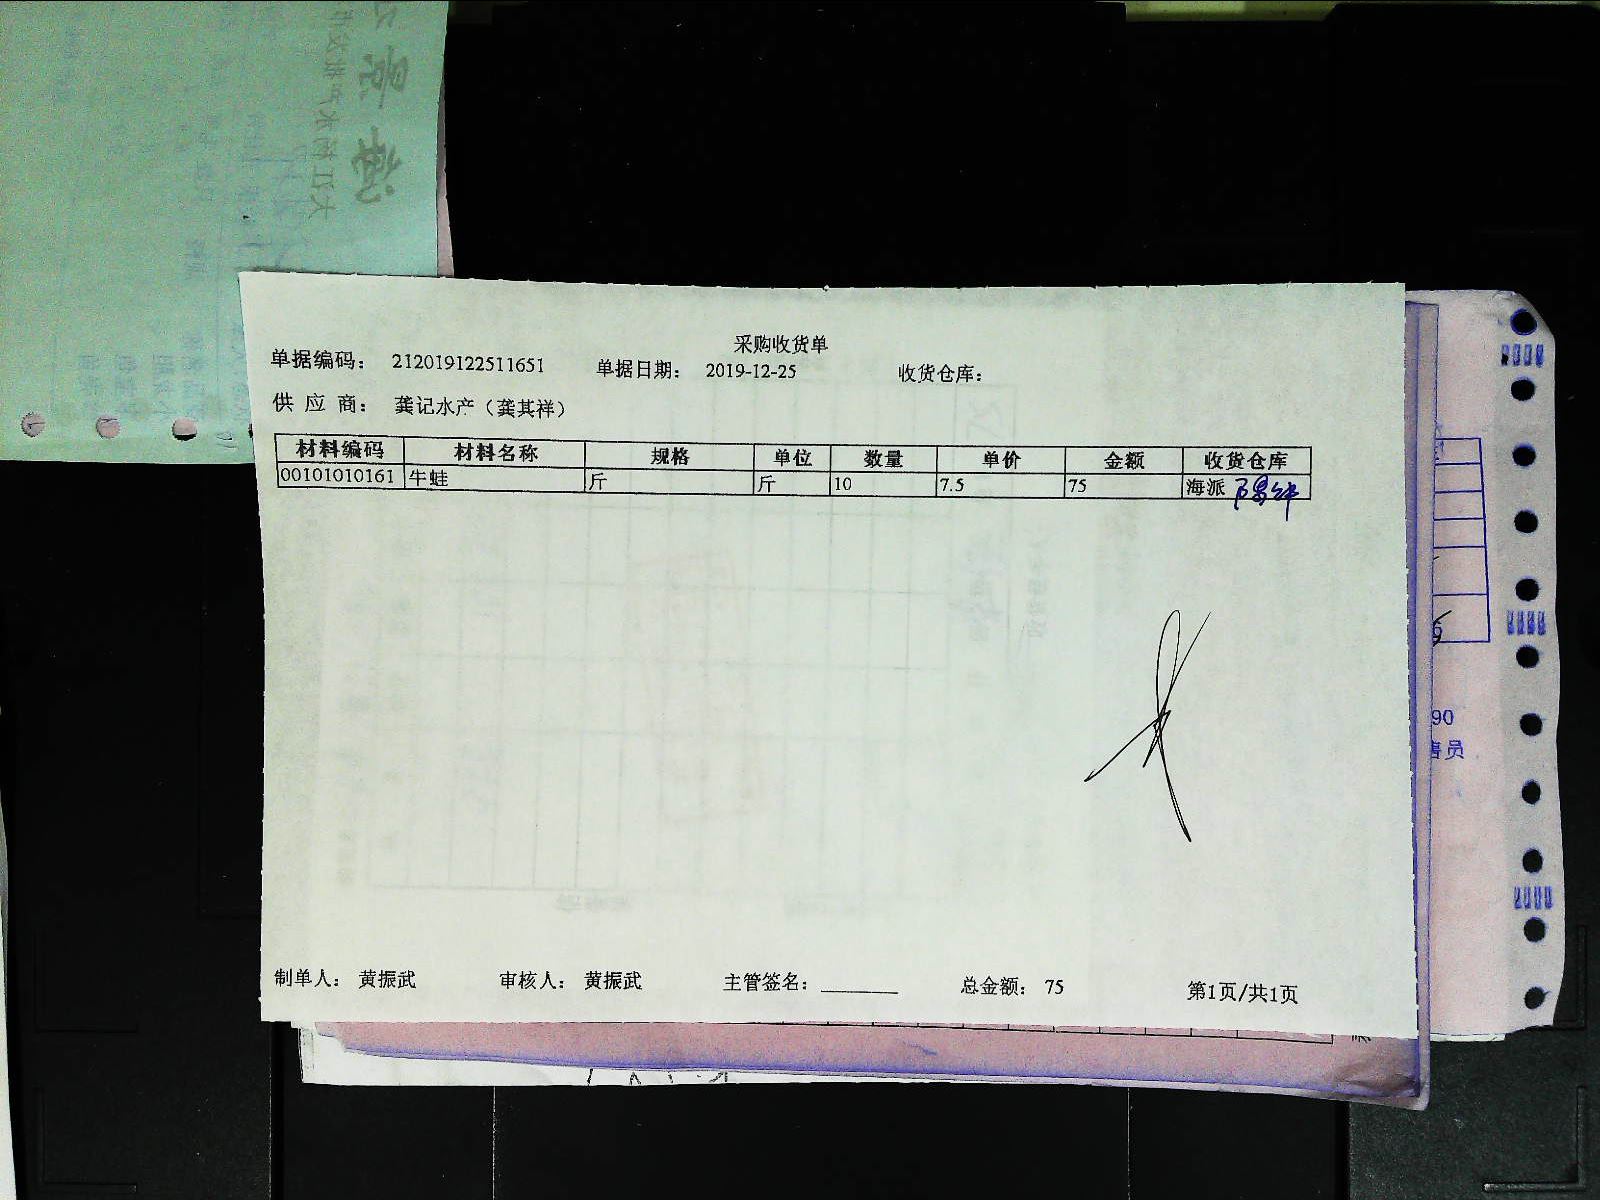 采购收货单
单据编码： 212019122511651 单据日期： 2019-12-25 收货仓库：
供 应 商： 龚记水产（龚其祥）
材料编码 材料名称 规格 单位 数量 单价 金额 收货仓库
00101010161 牛蛙 斤 斤 10 7.5 75 海派
制单人： 黄振武 审核人： 黄振武 主管签名：________ 总金额： 75 第1页/共1页
90
售员